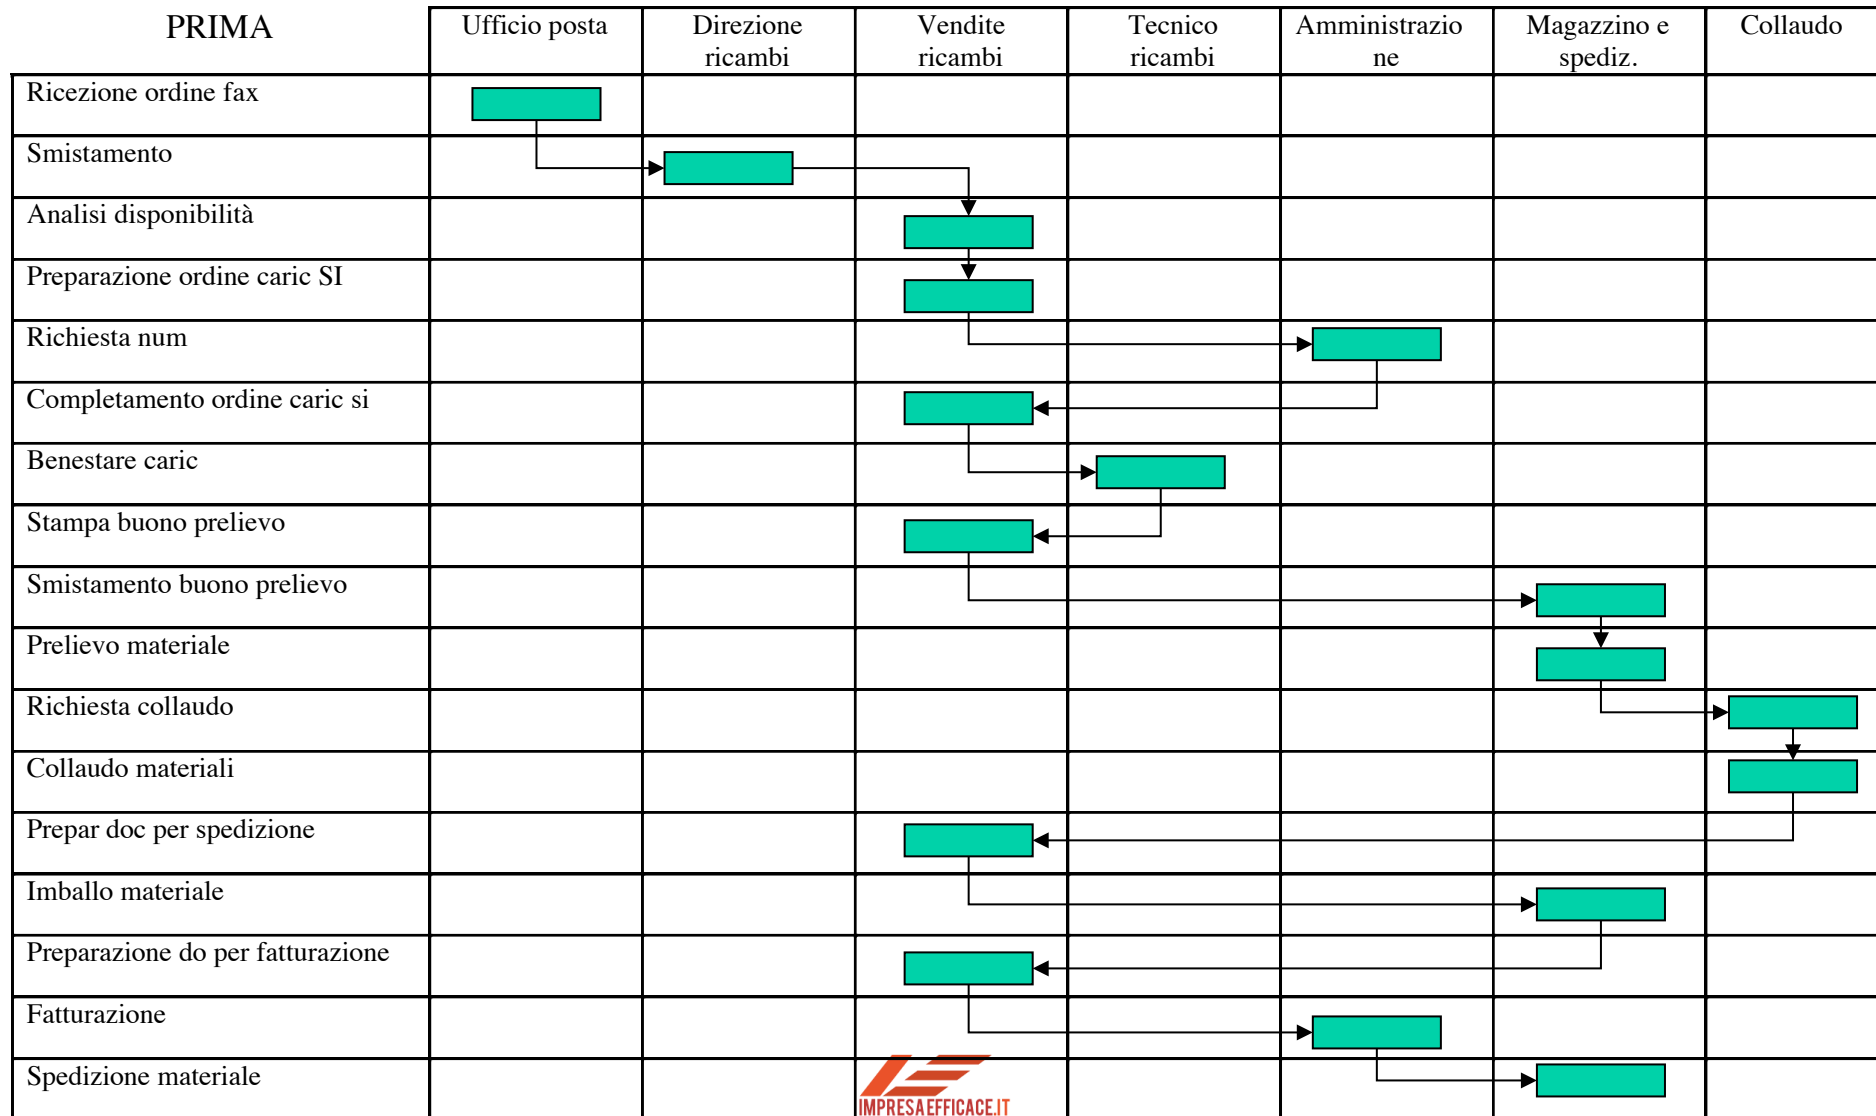 PRIMA
Ufficio posta
Direzione
ricambi
Vendite
ricambi
Tecnico
ricambi
Amministrazio
ne
Magazzino e
spediz.
Collaudo
Ricezione ordine fax
Smistamento
Analisi disponibilità
Preparazione ordine caric SI
Richiesta num
Completamento ordine caric si
Benestare caric
Stampa buono prelievo
Smistamento buono prelievo
Prelievo materiale
Richiesta collaudo
Collaudo materiali
Prepar doc per spedizione
Imballo materiale
Preparazione do per fatturazione
Fatturazione
Spedizione materiale
IMPRESAEFFICACE.IT